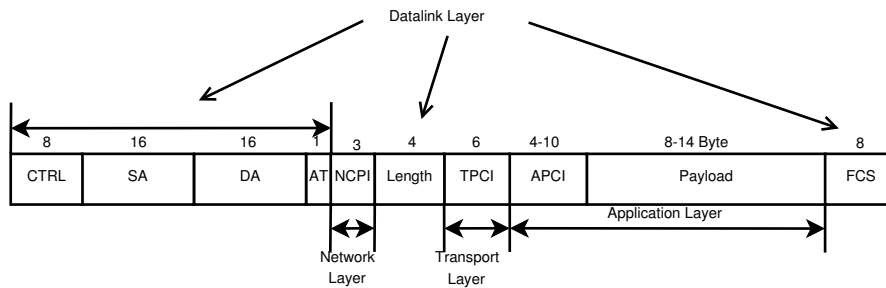 Datalink Layer
8 16 16 1 3 4 6 4-10 8-14 Byte 8
CTRL SA DA AT NCPI Length TPCI APCI Payload FCS
Application Layer
Network Layer
Transport Layer